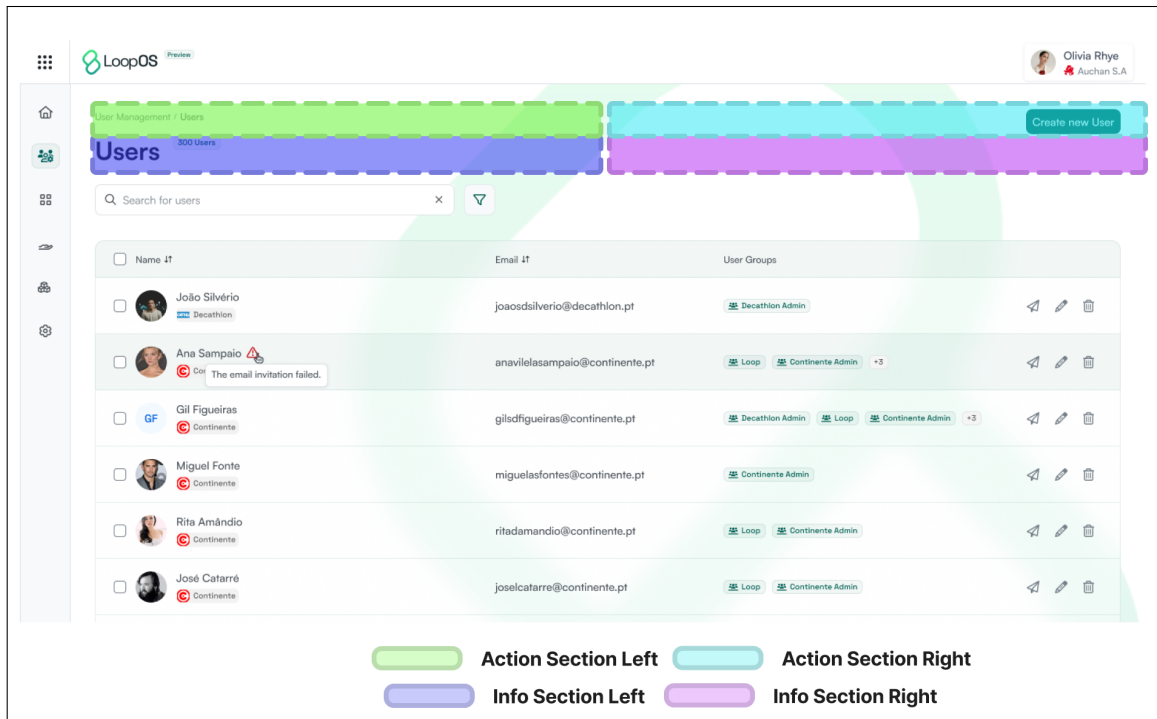 LoopOS Preview
Olivia Rhye
Auchan S.A
User Management / Users
Create new User
Users 300 Users
Search for users
Name Email User Groups
João Silvério
Decathlon
joaosdsilverio@decathlon.pt
Decathlon Admin
Ana Sampaio
The email invitation failed.
anavilelasampaio@continente.pt
Loop Continente Admin +3
GF
Gil Figueiras
Continente
gilsdfigueiras@continente.pt
Decathlon Admin Loop Continente Admin +3
Miguel Fonte
Continente
miguelasfontes@continente.pt
Continente Admin
Rita Amândio
Continente
ritadamandio@continente.pt
Loop Continente Admin
José Catarré
Continente
joselcatarre@continente.pt
Loop Continente Admin
Action Section Left Action Section Right
Info Section Left Info Section Right